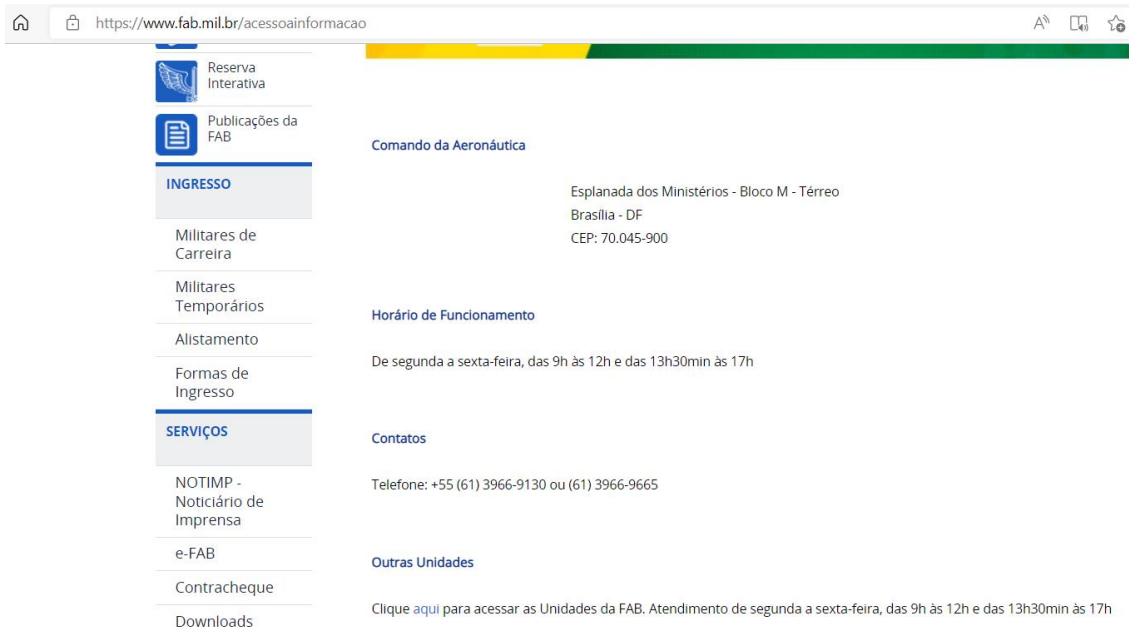 https://www.fab.mil.br/acessoainformacao
Reserva
Interativa
Publicações da
FAB
INGRESSO
Militares de
Carreira
Militares
Temporários
Alistamento
Formas de
Ingresso
SERVIÇOS
NOTIMP -
Noticiário de
Imprensa
e-FAB
Contracheque
Downloads
Comando da Aeronáutica
Esplanada dos Ministérios - Bloco M - Térreo
Brasília - DF
CEP: 70.045-900
Horário de Funcionamento
De segunda a sexta-feira, das 9h às 12h e das 13h30min às 17h
Contatos
Telefone: +55 (61) 3966-9130 ou (61) 3966-9665
Outras Unidades
Clique aqui para acessar as Unidades da FAB. Atendimento de segunda a sexta-feira, das 9h às 12h e das 13h30min às 17h